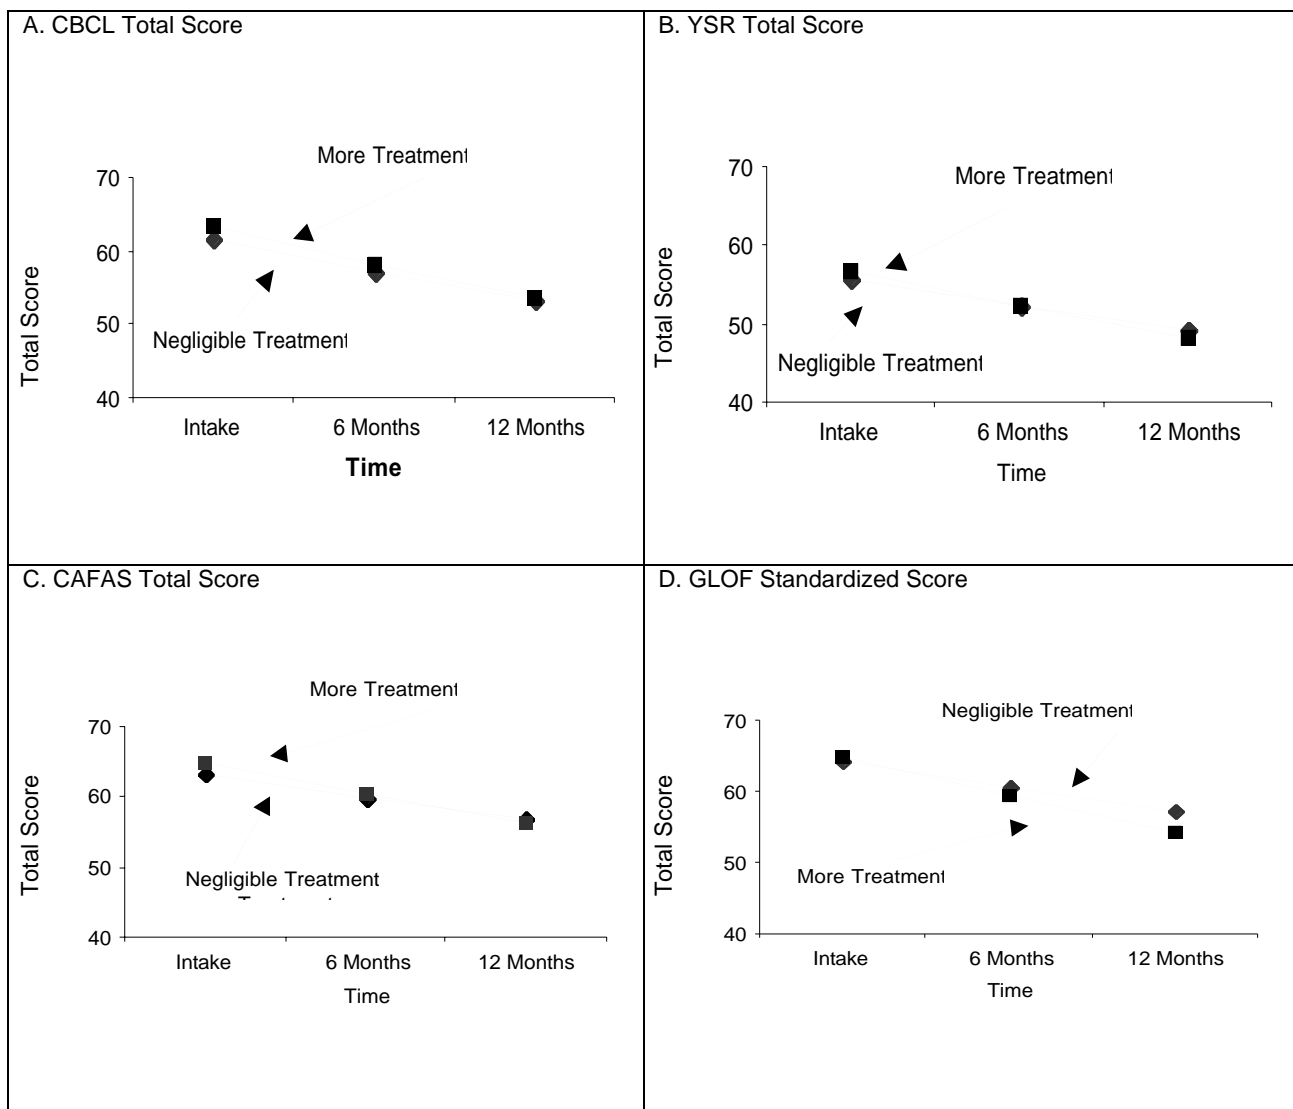 A. CBCL Total Score
More Treatment
70
60
50
40
Total Score
Negligible Treatment
Intake 6 Months 12 Months
Time
B. YSR Total Score
70
More Treatment
60
50
40
Total Score
Negligible Treatment
Intake 6 Months 12 Months
Time
C. CAFAS Total Score
More Treatment
70
60
50
40
Total Score
Negligible Treatment
Intake 6 Months 12 Months
Time
D. GLOF Standardized Score
Negligible Treatment
70
60
50
40
Total Score
More Treatment
Intake 6 Months 12 Months
Time